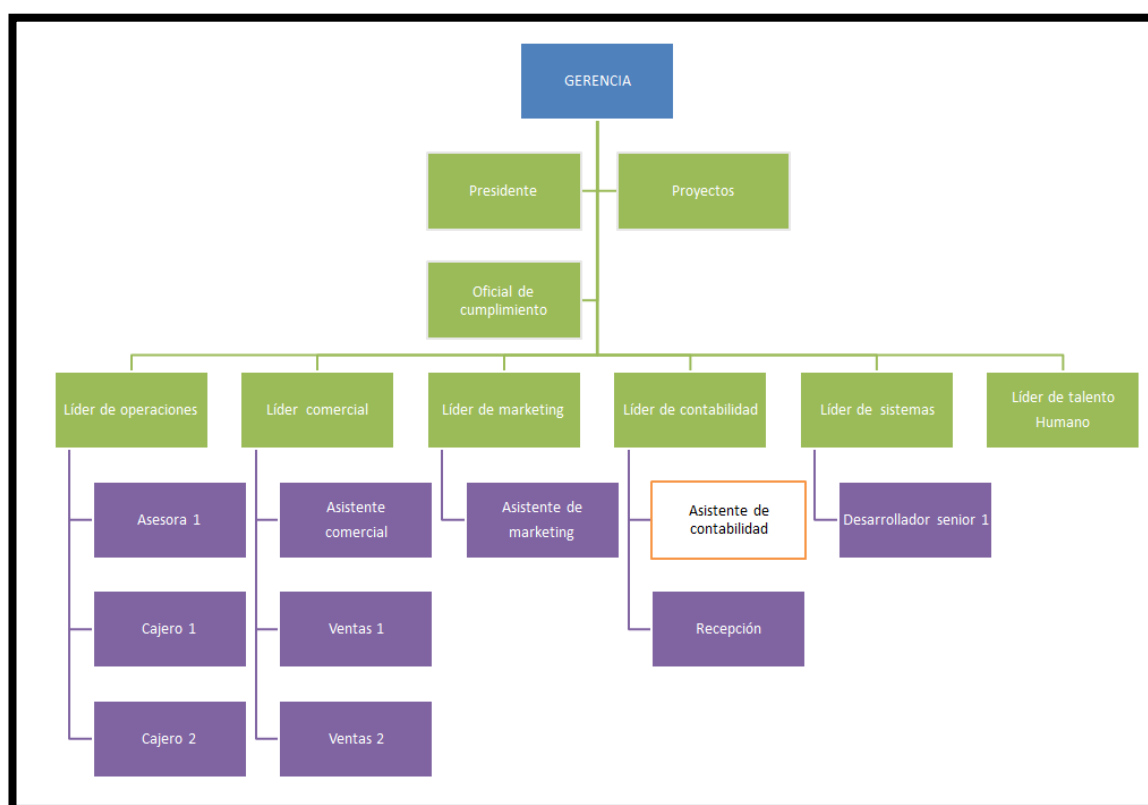 GERENCIA
Presidente
Proyectos
Oficial de
cumplimiento
Líder de operaciones
Líder comercial
Líder de marketing
Líder de contabilidad
Líder de sistemas
Líder de talento
Humano
Asesora 1
Asistente
comercial
Asistente de
marketing
Asistente de
contabilidad
Desarrollador senior 1
Cajero 1
Ventas 1
Recepción
Cajero 2
Ventas 2